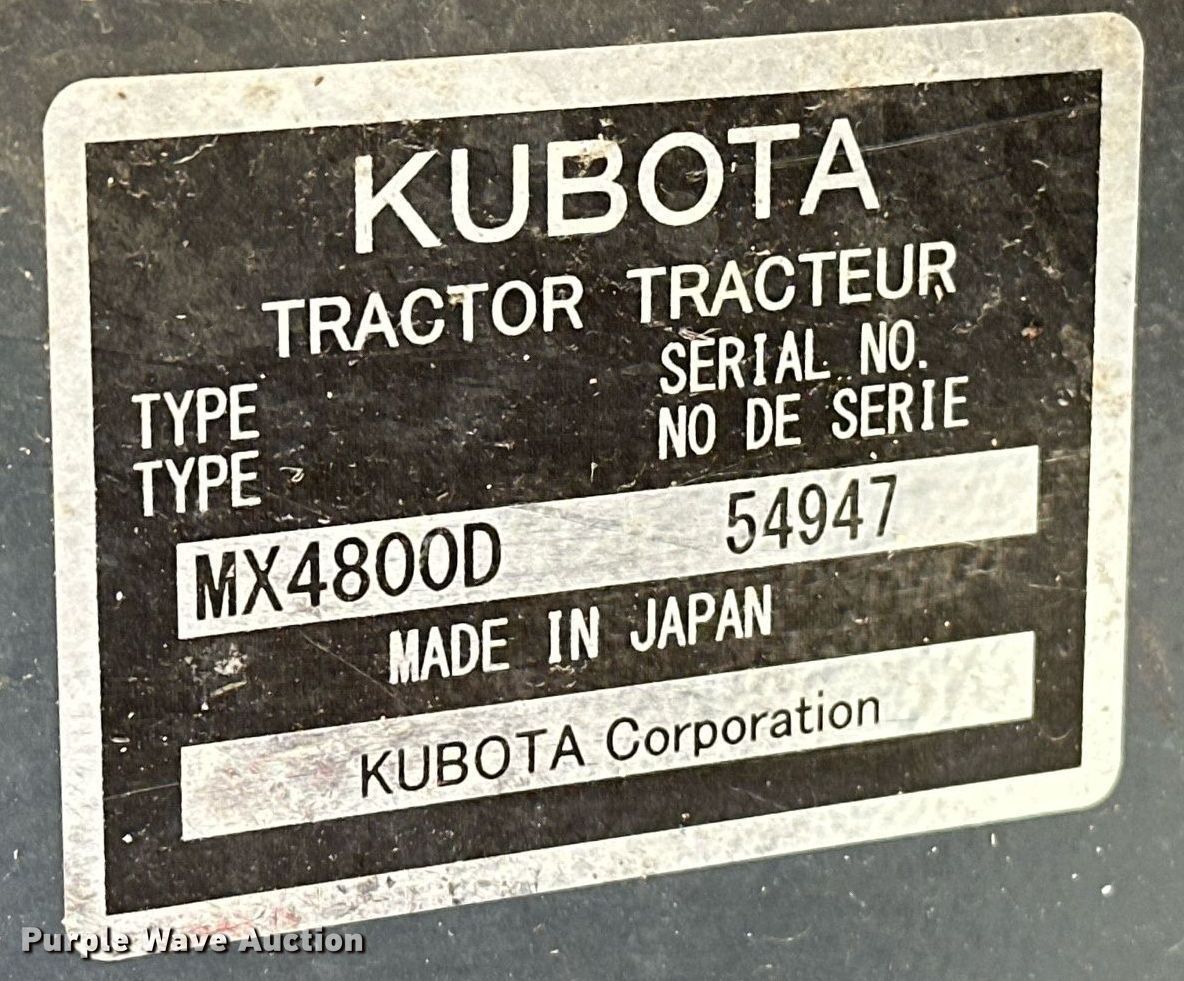 KUBOTA
TRACTOR TRACTEUR
TYPE SERIAL NO.
TYPE NO DE SERIE
MX4800D 54947
MADE IN JAPAN
KUBOTA Corporation
Purple Wave Auction